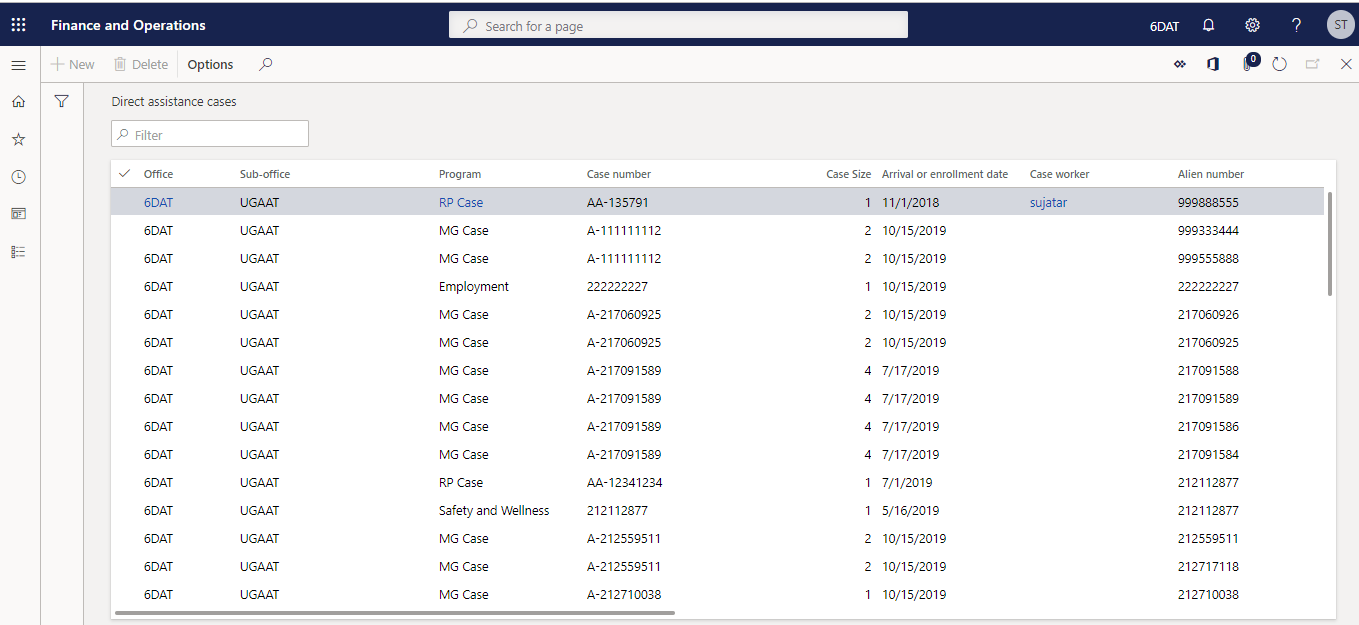 Finance and Operations Search for a page 6DAT ? ST
New Delete Options 0
Direct assistance cases
Filter
Office Sub-office Program Case number Case Size Arrival or enrollment date Case worker Alien number
6DAT UGAAT RP Case AA-135791 1 11/1/2018 sujatar 999888555
6DAT UGAAT MG Case A-111111112 2 10/15/2019 999333444
6DAT UGAAT MG Case A-111111112 2 10/15/2019 999555888
6DAT UGAAT Employment 222222227 1 10/15/2019 222222227
6DAT UGAAT MG Case A-217060925 2 10/15/2019 217060926
6DAT UGAAT MG Case A-217060925 2 10/15/2019 217060925
6DAT UGAAT MG Case A-217091589 4 7/17/2019 217091588
6DAT UGAAT MG Case A-217091589 4 7/17/2019 217091589
6DAT UGAAT MG Case A-217091589 4 7/17/2019 217091586
6DAT UGAAT MG Case A-217091589 4 7/17/2019 217091584
6DAT UGAAT RP Case AA-12341234 1 7/1/2019 212112877
6DAT UGAAT Safety and Wellness 212112877 1 5/16/2019 212112877
6DAT UGAAT MG Case A-212559511 2 10/15/2019 212559511
6DAT UGAAT MG Case A-212559511 2 10/15/2019 212717118
6DAT UGAAT MG Case A-212710038 1 10/15/2019 212710038